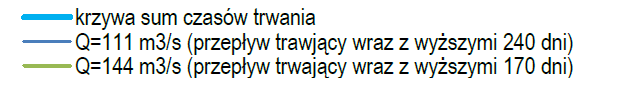 krzywa sum czasów trwania
Q=111 m3/s (przepływ trawjący wraz z wyższymi 240 dni)
Q=144 m3/s (przepływ trwający wraz z wyższymi 170 dni)